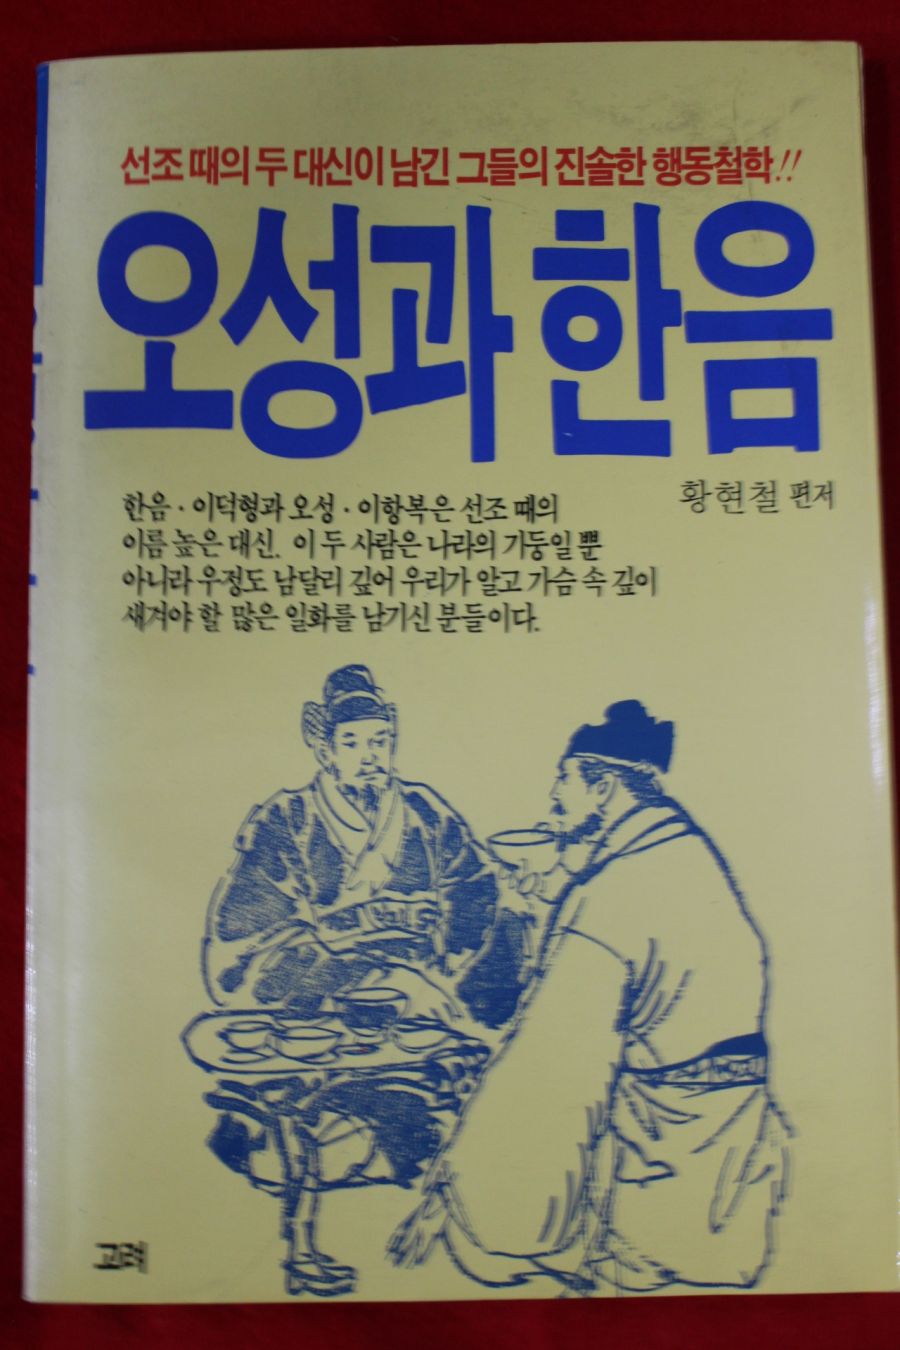 선조 때의 두 대신이 남긴 그들의 진솔한 행동철학!!
오성과 한음
황현철 편저
한음·이덕형과 오성·이항복은 선조 때의
이름 높은 대신. 이 두 사람은 나라의 기둥일 뿐
아니라 우정도 남달리 깊어 우리가 알고 가슴 속 깊이
새겨야 할 많은 일화를 남기신 분들이다.
고려